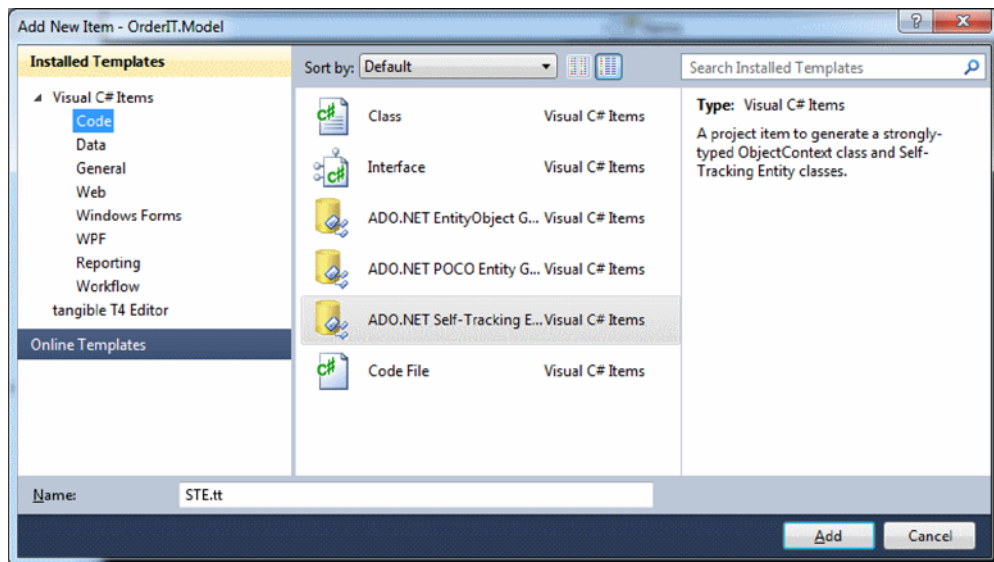 Add New Item - OrderIT.Model
Installed Templates
Visual C# Items
Code
Data
General
Web
Windows Forms
WPF
Reporting
Workflow
tangible T4 Editor
Online Templates
Sort by: Default
Class Visual C# Items
Interface Visual C# Items
ADO.NET EntityObject G... Visual C# Items
ADO.NET POCO Entity G... Visual C# Items
ADO.NET Self-Tracking E... Visual C# Items
Code File Visual C# Items
Search Installed Templates
Type: Visual C# Items
A project item to generate a strongly-
typed ObjectContext class and Self-
Tracking Entity classes.
Name: STE.tt
Add Cancel